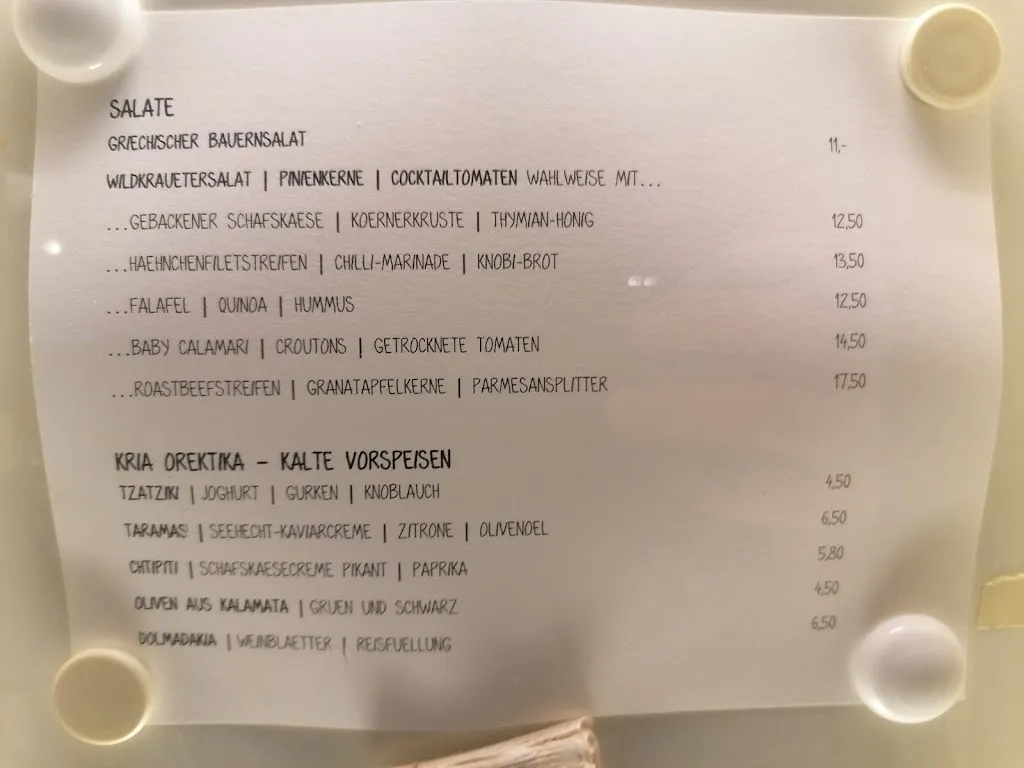 SALATE
GRIECHISCHER BAUERNSALAT 11,-
WILDKRAUETERSALAT | PINIENKERNE | COCKTAILTOMATEN WAHLWEISE MIT...
...GEBACKENER SCHAFSKAESE | KOERNERKRUSTE | THYMIAN-HONIG 12,50
...HAEHNCHENFILETSTREIFEN | CHILLI-MARINADE | KNOBI-BROT 13,50
...FALAFEL | QUINOA | HUMMUS 12,50
...BABY CALAMARI | CROUTONS | GETROCKNETE TOMATEN 14,50
...ROASTBEEFSTREIFEN | GRANATAPFELKERNE | PARMESANSPLITTER 17,50
KRIA OREKTIKA – KALTE VORSPEISEN
TZATZIKI | JOGHURT | GURKEN | KNOBLAUCH 4,50
TARAMAS | SEEHECHT-KAVIARCREME | ZITRONE | OLIVENOEL 6,50
CHTIPITI | SCHAFSKAESECREME PIKANT | PAPRIKA 5,80
OLIVEN AUS KALAMATA | GRUEN UND SCHWARZ 4,50
DOLMADAKIA | WEINBLAETTER | REISFUELLUNG 6,50